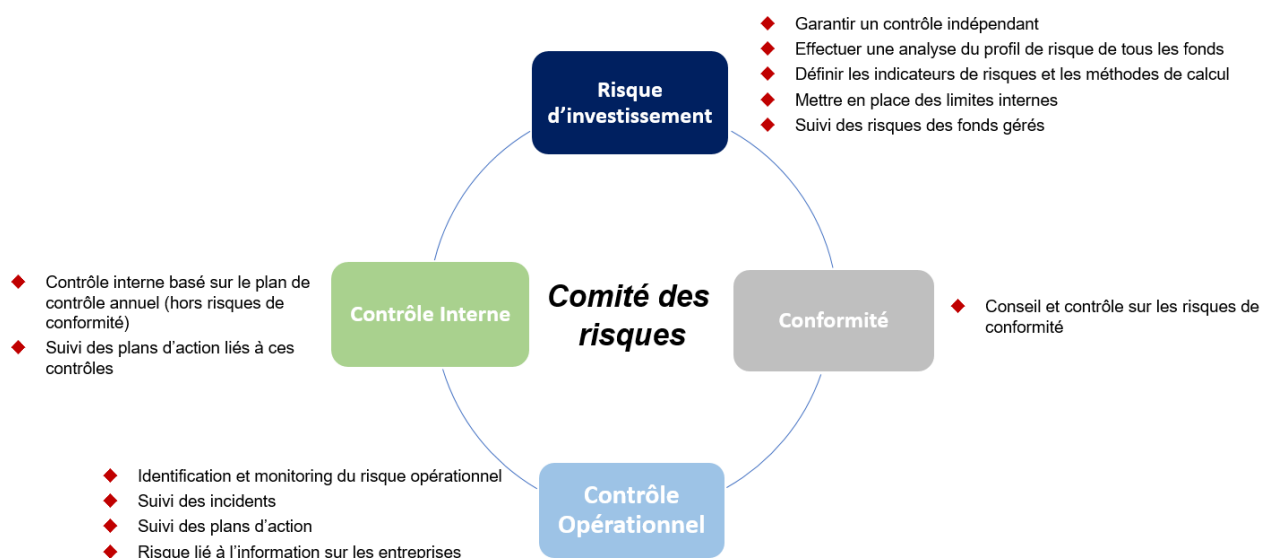 Garantir un contrôle indépendant
Effectuer une analyse du profil de risque de tous les fonds
Définir les indicateurs de risques et les méthodes de calcul
Mettre en place des limites internes
Suivi des risques des fonds gérés
Risque
d'investissement
Contrôle interne basé sur le plan de
contrôle annuel (hors risques de
conformité)
Suivi des plans d'action liés à ces
contrôles
Contrôle Interne
Comité des
risques
Conformité
Conseil et contrôle sur les risques de
conformité
Identification et monitoring du risque opérationnel
Suivi des incidents
Suivi des plans d'action
Risque lié à l'information sur les entreprises
Contrôle
Opérationnel